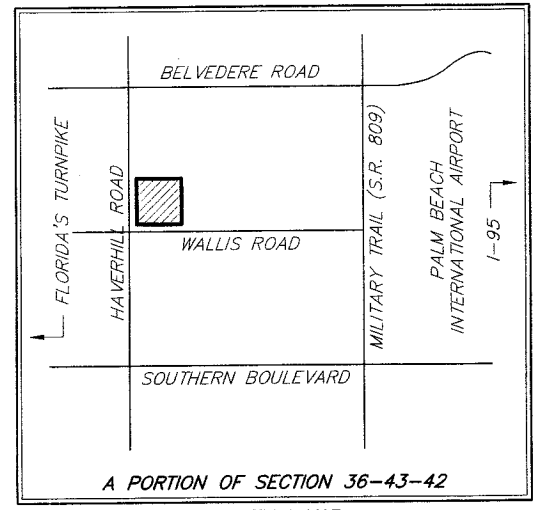 BELVEDERE ROAD
FLORIDA'S TURNPIKE
HAVERHILL ROAD
MILITARY TRAIL (S.R. 809)
PALM BEACH
INTERNATIONAL AIRPORT
I-95
WALLIS ROAD
SOUTHERN BOULEVARD
A PORTION OF SECTION 36-43-42